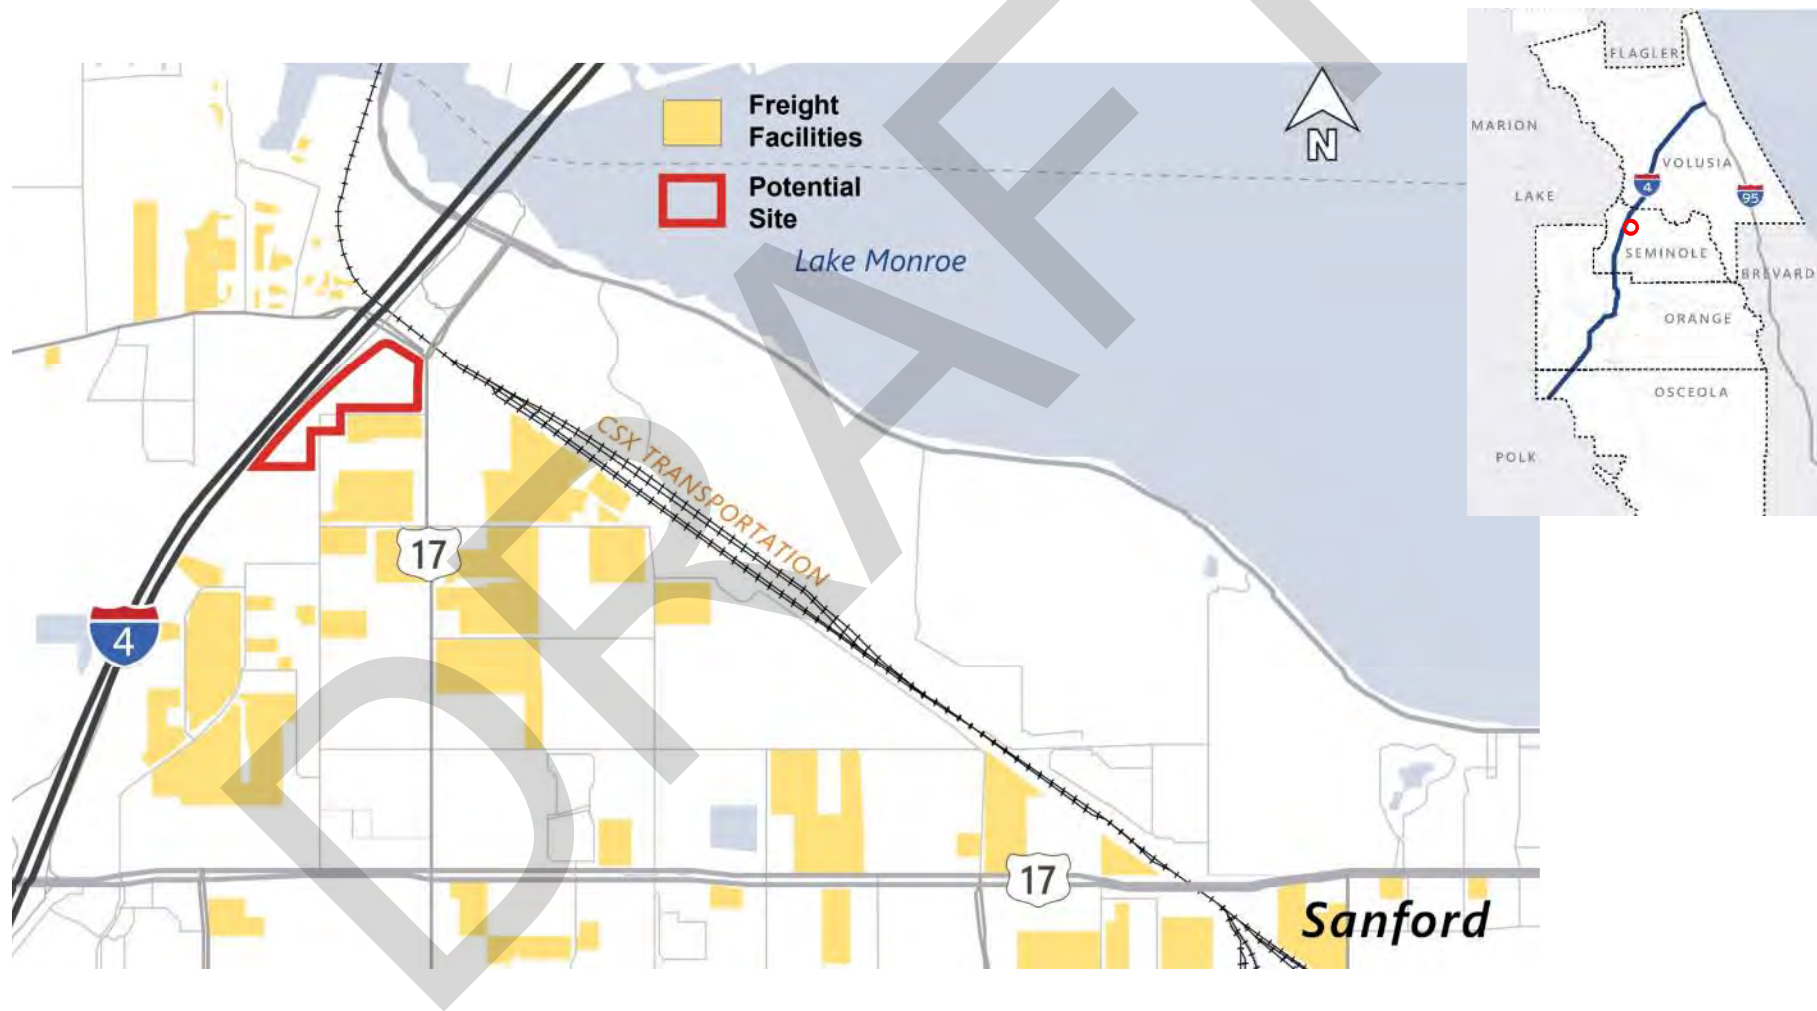 Freight
Facilities
Potential
Site
N
Lake Monroe
CSX TRANSPORTATION
17
4
17
Sanford
DRAFT
FLAGLER
MARION
VOLUSIA
4
95
LAKE
SEMINOLE
BREVARD
ORANGE
OSCEOLA
POLK